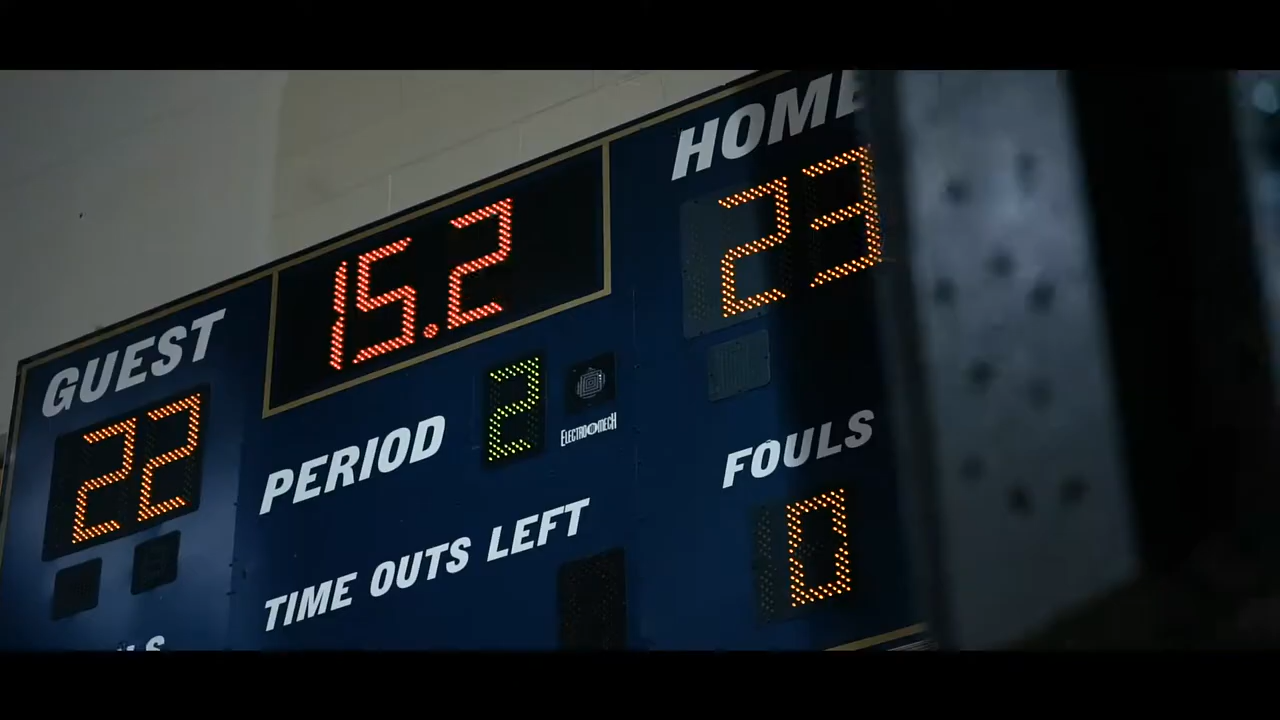 HOME
23
15.2
GUEST
22
PERIOD 2
ELECTRO-MECH
FOULS
0
TIME OUTS LEFT